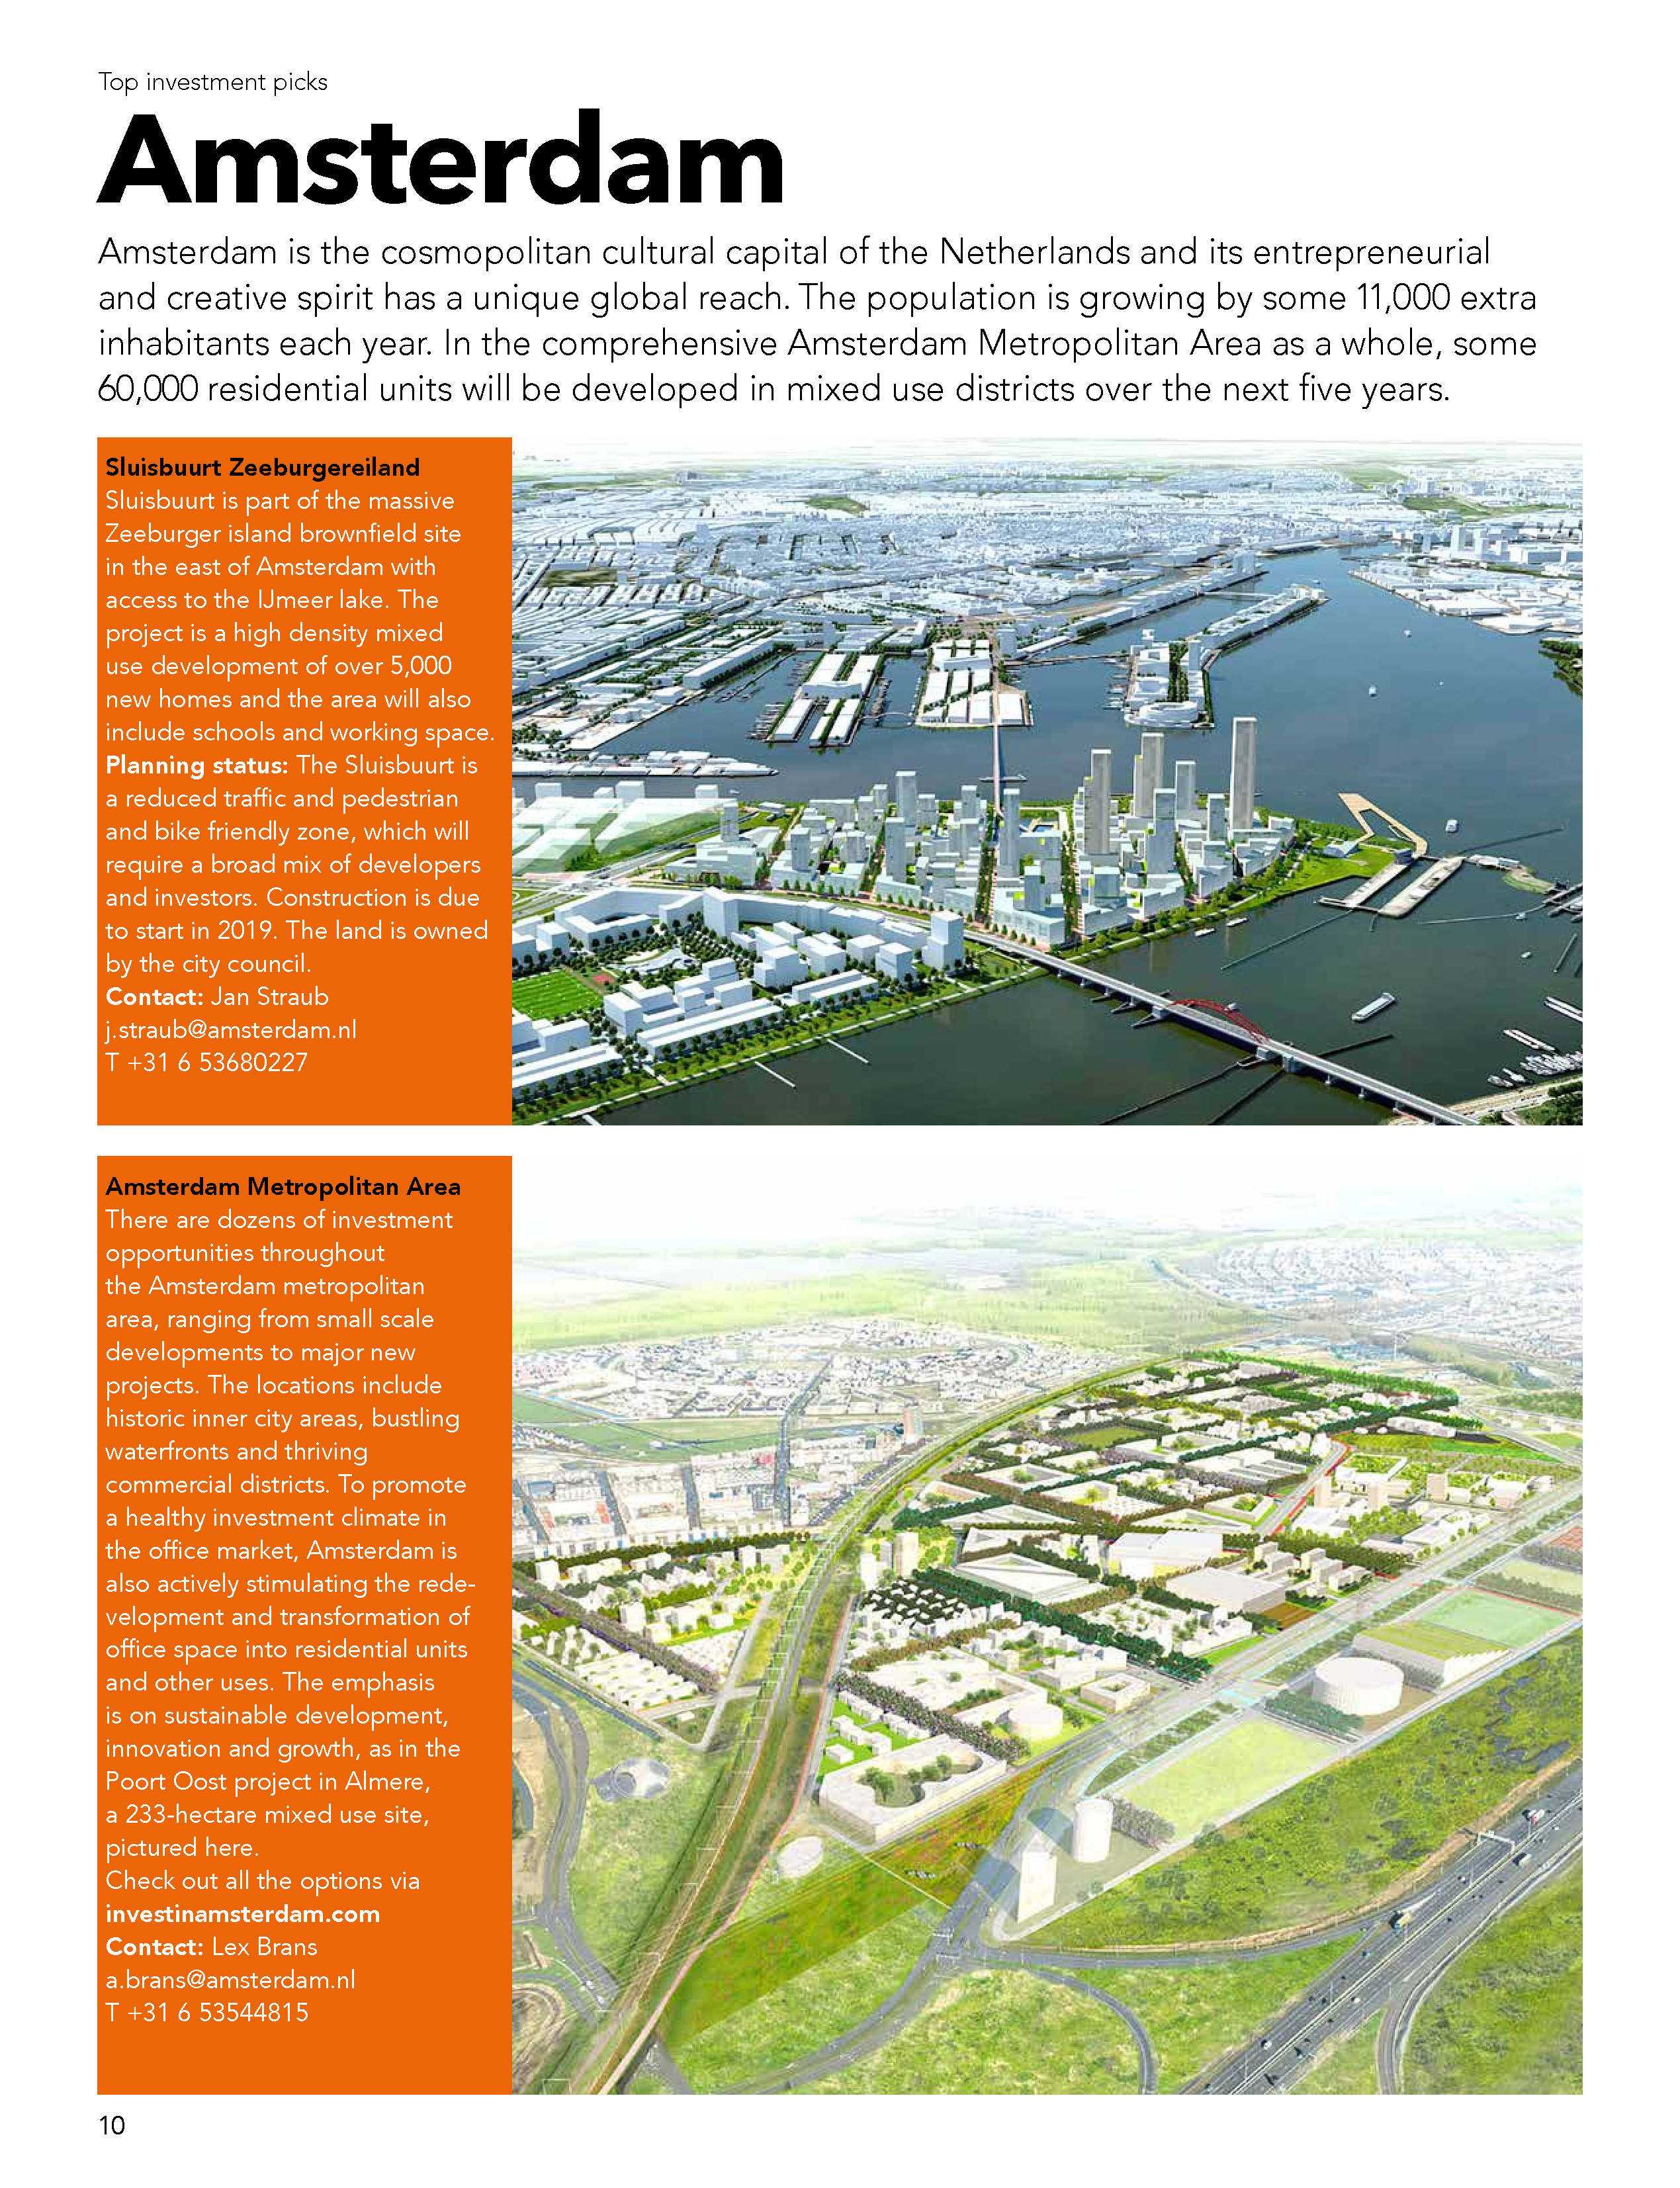 Top investment picks
Amsterdam
Amsterdam is the cosmopolitan cultural capital of the Netherlands and its entrepreneurial
and creative spirit has a unique global reach. The population is growing by some 11,000 extra
inhabitants each year. In the comprehensive Amsterdam Metropolitan Area as a whole, some
60,000 residential units will be developed in mixed use districts over the next five years.
Sluisbuurt Zeeburgereiland
Sluisbuurt is part of the massive
Zeeburger island brownfield site
in the east of Amsterdam with
access to the IJmeer lake. The
project is a high density mixed
use development of over 5,000
new homes and the area will also
include schools and working space.
Planning status: The Sluisbuurt is
a reduced traffic and pedestrian
and bike friendly zone, which will
require a broad mix of developers
and investors. Construction is due
to start in 2019. The land is owned
by the city council.
Contact: Jan Straub
j.straub@amsterdam.nl
T +31 6 53680227
Amsterdam Metropolitan Area
There are dozens of investment
opportunities throughout
the Amsterdam metropolitan
area, ranging from small scale
developments to major new
projects. The locations include
historic inner city areas, bustling
waterfronts and thriving
commercial districts. To promote
a healthy investment climate in
the office market, Amsterdam is
also actively stimulating the rede-
velopment and transformation of
office space into residential units
and other uses. The emphasis
is on sustainable development,
innovation and growth, as in the
Poort Oost project in Almere,
a 233-hectare mixed use site,
pictured here.
Check out all the options via
investinamsterdam.com
Contact: Lex Brans
a.brans@amsterdam.nl
T +31 6 53544815
10